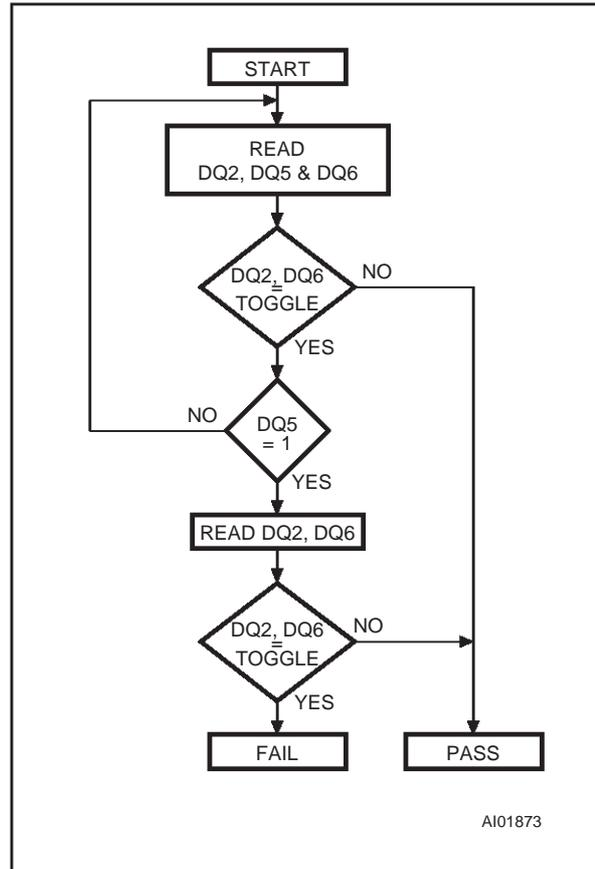 START
READ
DQ2, DQ5 & DQ6
DQ2, DQ6
=
TOGGLE
NO
YES
DQ5
= 1
NO
YES
READ DQ2, DQ6
DQ2, DQ6
=
TOGGLE
NO
YES
FAIL
PASS
AI01873